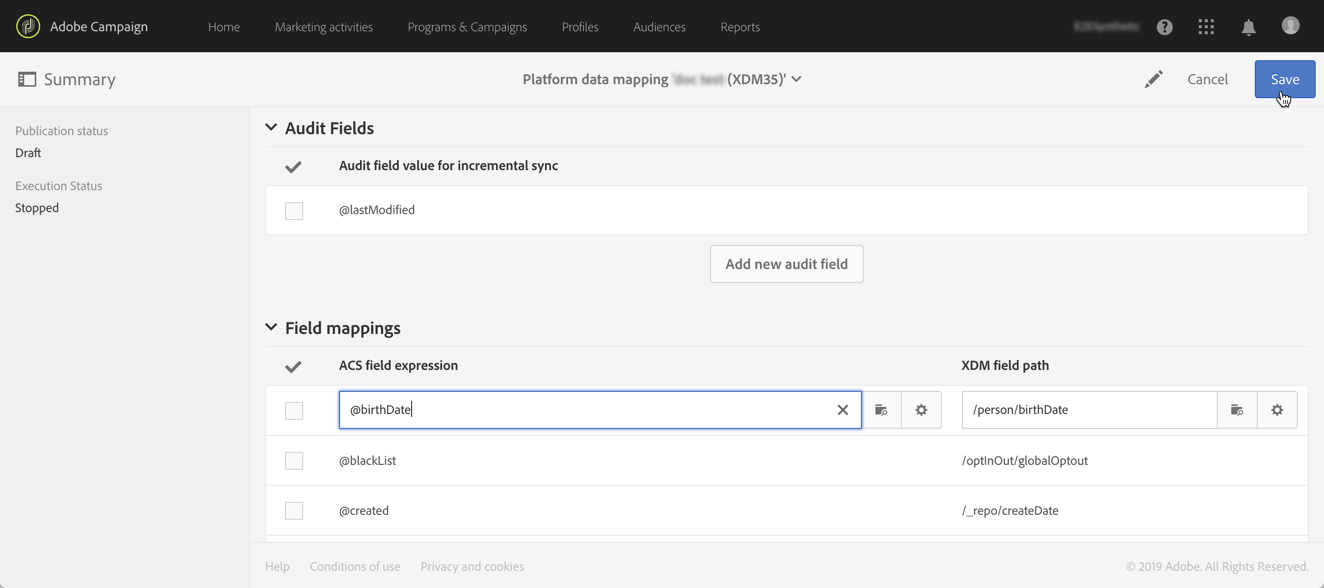 Adobe Campaign Home Marketing activities Programs & Campaigns Profiles Audiences Reports
Summary Platform data mapping (XDM35)' Cancel Save
Publication status
Draft
Execution Status
Stopped
Audit Fields
Audit field value for incremental sync
@lastModified
Add new audit field
Field mappings
ACS field expression XDM field path
@birthDate /person/birthDate
@blackList /optInOut/globalOptout
@created /_repo/createDate
Help Conditions of use Privacy and cookies © 2019 Adobe. All Rights Reserved.